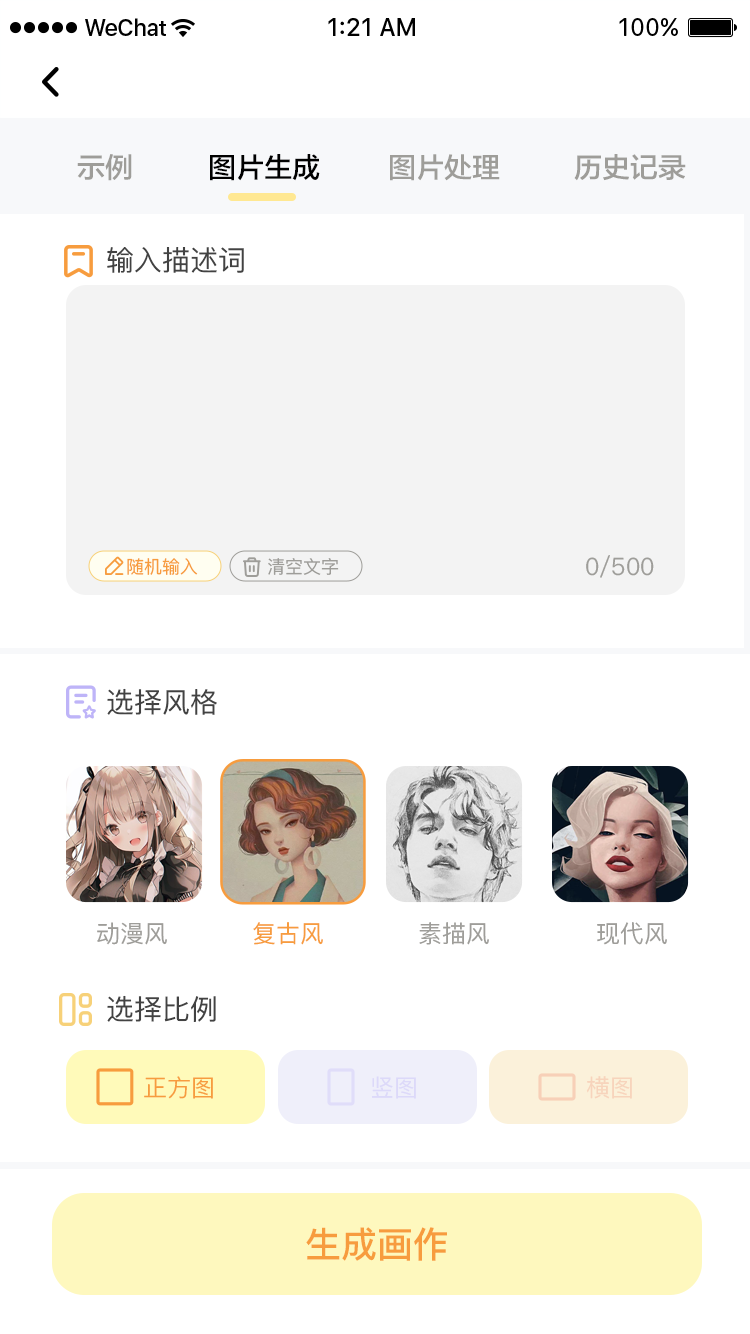 WeChat 1:21 AM 100%
示例 图片生成 图片处理 历史记录
输入描述词
随机输入 清空文字 0/500
选择风格
动漫风 复古风 素描风 现代风
选择比例
正方图 竖图 横图
生成画作